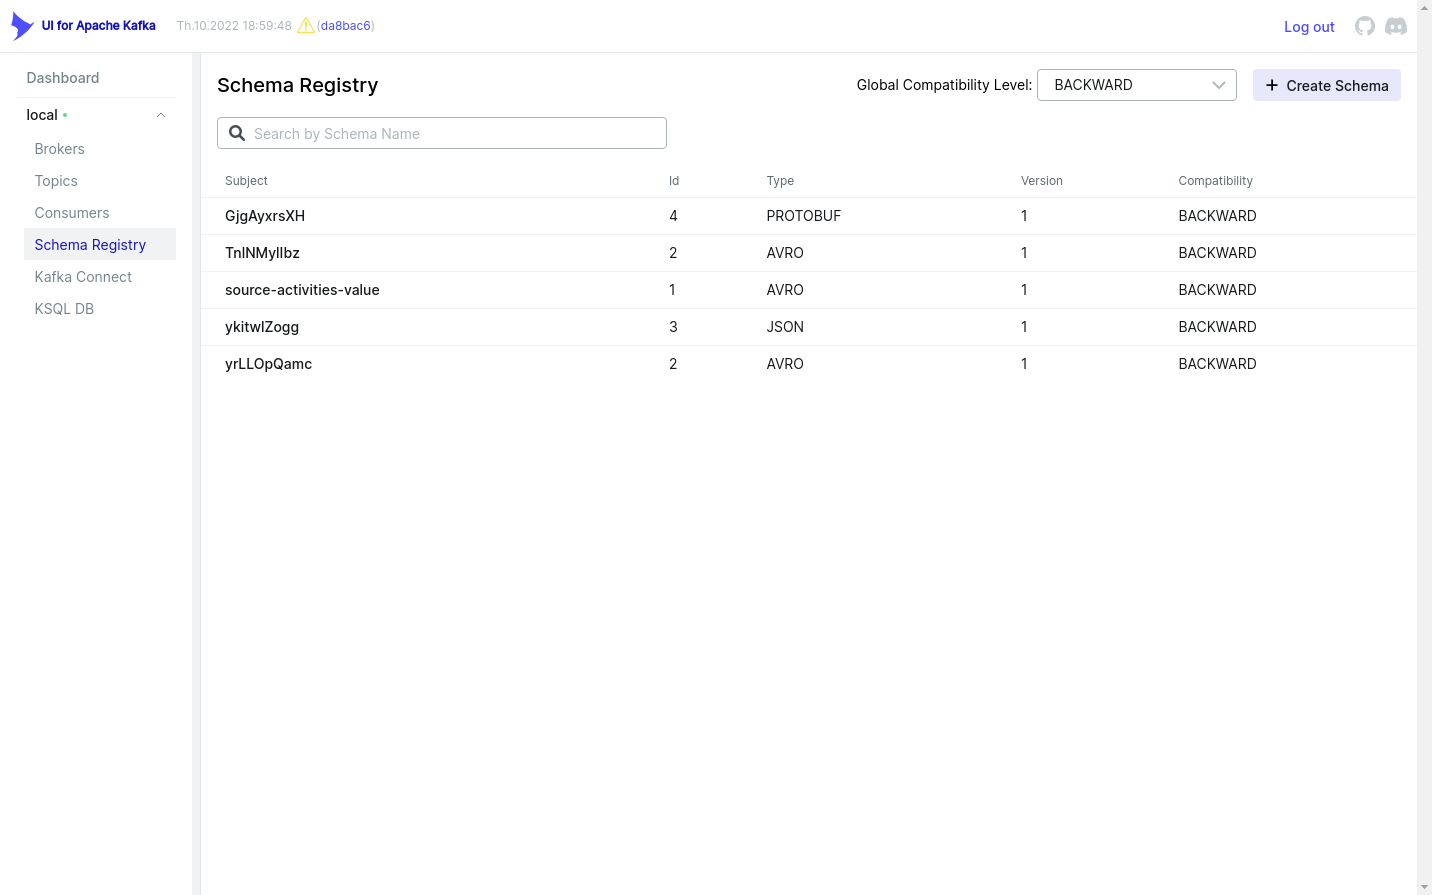 UI for Apache Kafka Th.10.2022 18:59:48 (da8bac6) Log out
Dashboard
local
Brokers
Topics
Consumers
Schema Registry
Kafka Connect
KSQL DB
Schema Registry Global Compatibility Level: BACKWARD Create Schema
Search by Schema Name
Subject Id Type Version Compatibility
GjgAyxrsXH 4 PROTOBUF 1 BACKWARD
TnlNMylIbz 2 AVRO 1 BACKWARD
source-activities-value 1 AVRO 1 BACKWARD
ykitwlZogg 3 JSON 1 BACKWARD
yrLLOpQamc 2 AVRO 1 BACKWARD